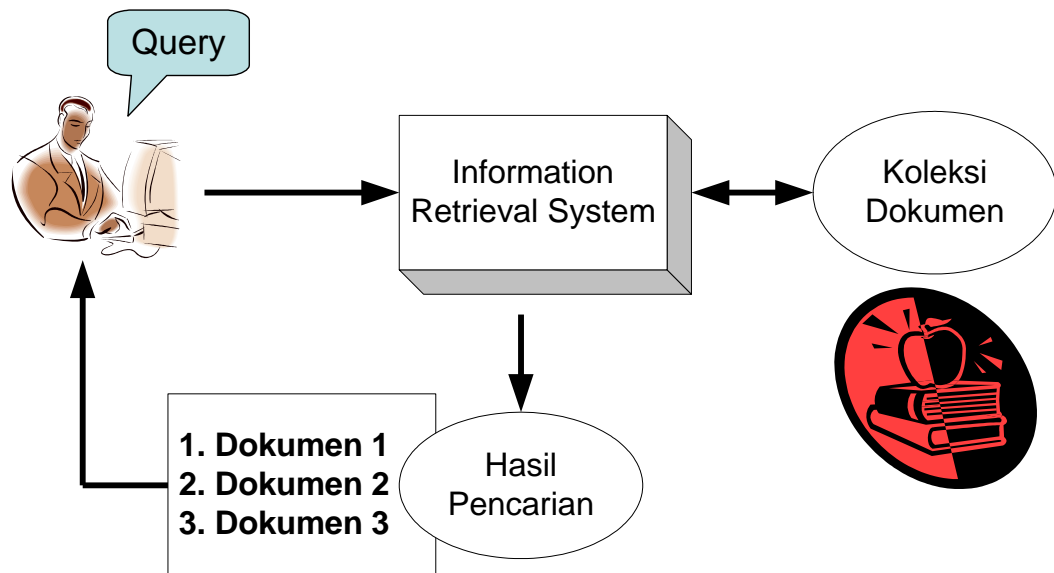 Query
Information
Retrieval System
Koleksi
Dokumen
1. Dokumen 1
2. Dokumen 2
3. Dokumen 3
Hasil
Pencarian